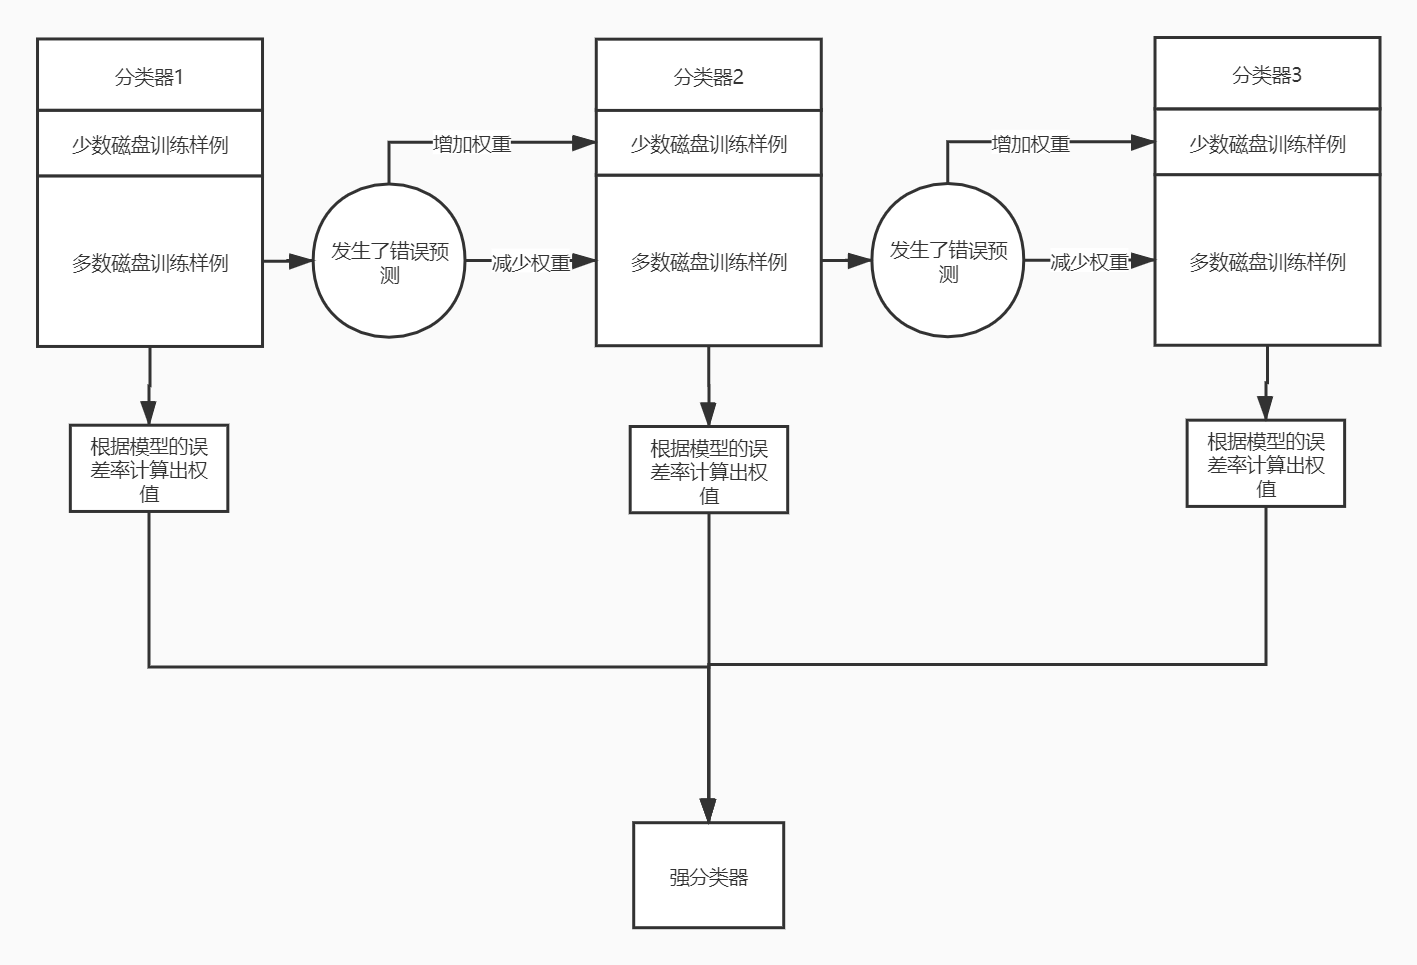 分类器1
少数磁盘训练样例
多数磁盘训练样例
发生了错误预
测
增加权重
减少权重
分类器2
少数磁盘训练样例
多数磁盘训练样例
发生了错误预
测
增加权重
减少权重
分类器3
少数磁盘训练样例
多数磁盘训练样例
根据模型的误
差率计算出权
值
根据模型的误
差率计算出权
值
根据模型的误
差率计算出权
值
强分类器